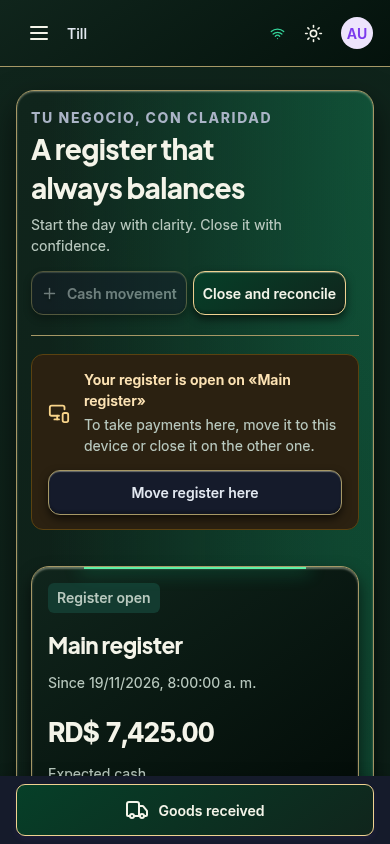 Till
AU
TU NEGOCIO, CON CLARIDAD
A register that
always balances
Start the day with clarity. Close it with
confidence.
Cash movement
Close and reconcile
Your register is open on «Main
register»
To take payments here, move it to this
device or close it on the other one.
Move register here
Register open
Main register
Since 19/11/2026, 8:00:00 a. m.
RD$ 7,425.00
Expected cash
Goods received